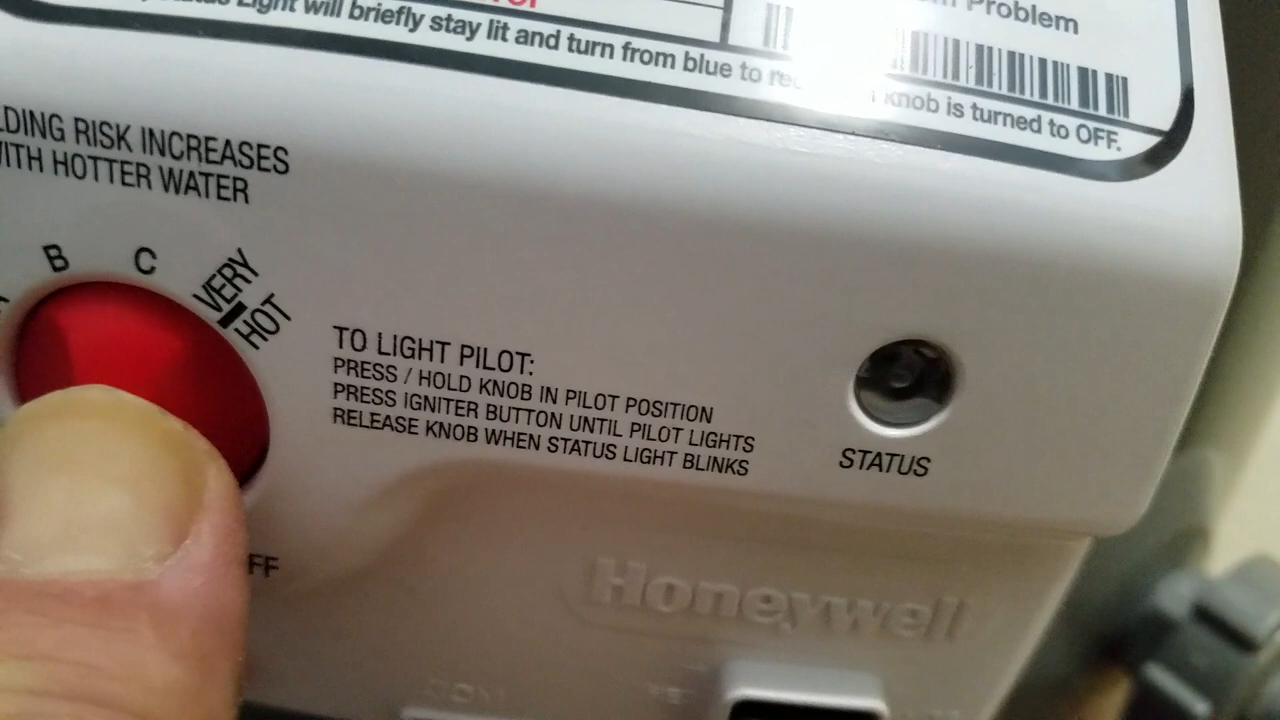 Problem
Light will briefly stay lit and turn from blue to
knob is turned to OFF.
RISK INCREASES
WITH HOTTER WATER
B C VERY
HOT
TO LIGHT PILOT:
PRESS / HOLD KNOB IN PILOT POSITION
PRESS IGNITER BUTTON UNTIL PILOT LIGHTS
RELEASE KNOB WHEN STATUS LIGHT BLINKS
STATUS
FF
Honeywell